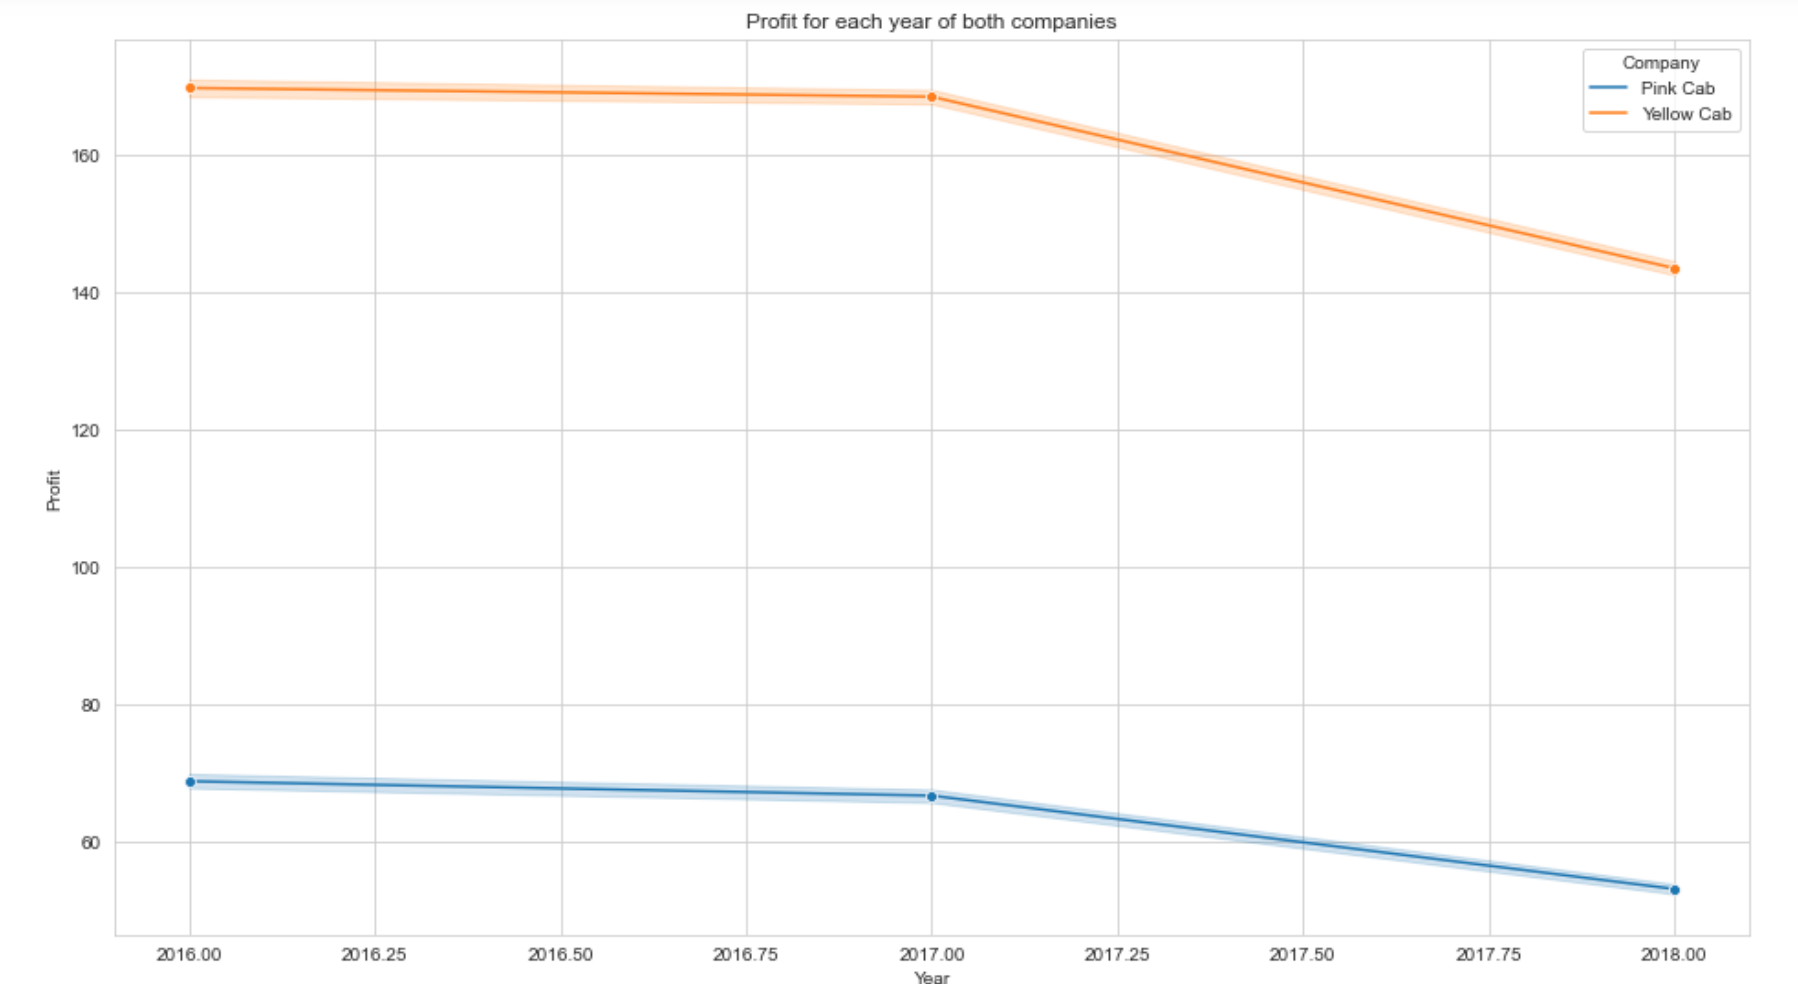 Profit for each year of both companies
Company
Pink Cab
Yellow Cab
160
140
120
100
80
60
Profit
2016.00 2016.25 2016.50 2016.75 2017.00 2017.25 2017.50 2017.75 2018.00
Year